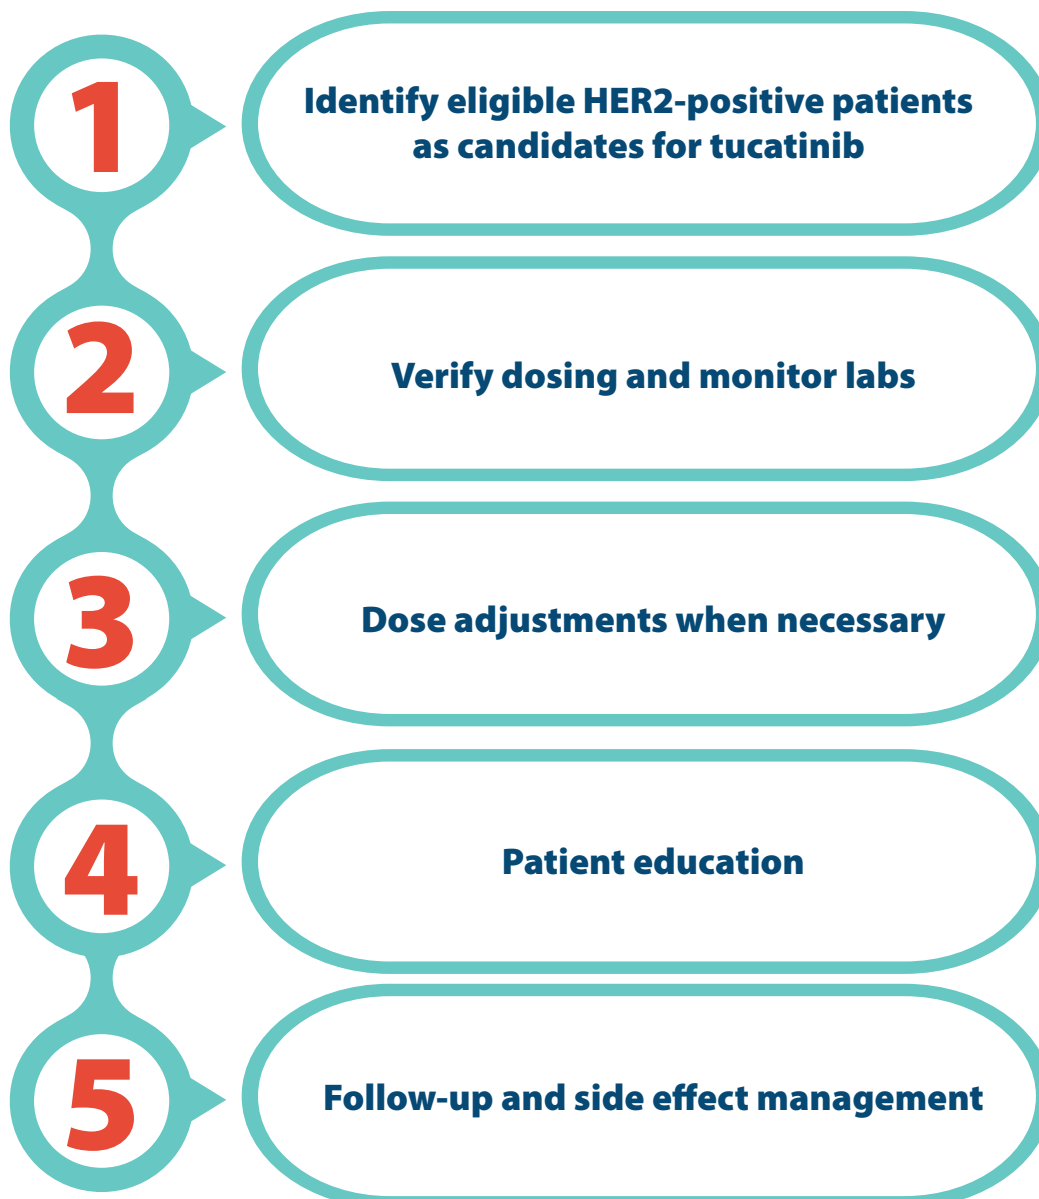 1
Identify eligible HER2-positive patients
as candidates for tucatinib
2
Verify dosing and monitor labs
3
Dose adjustments when necessary
4
Patient education
5
Follow-up and side effect management